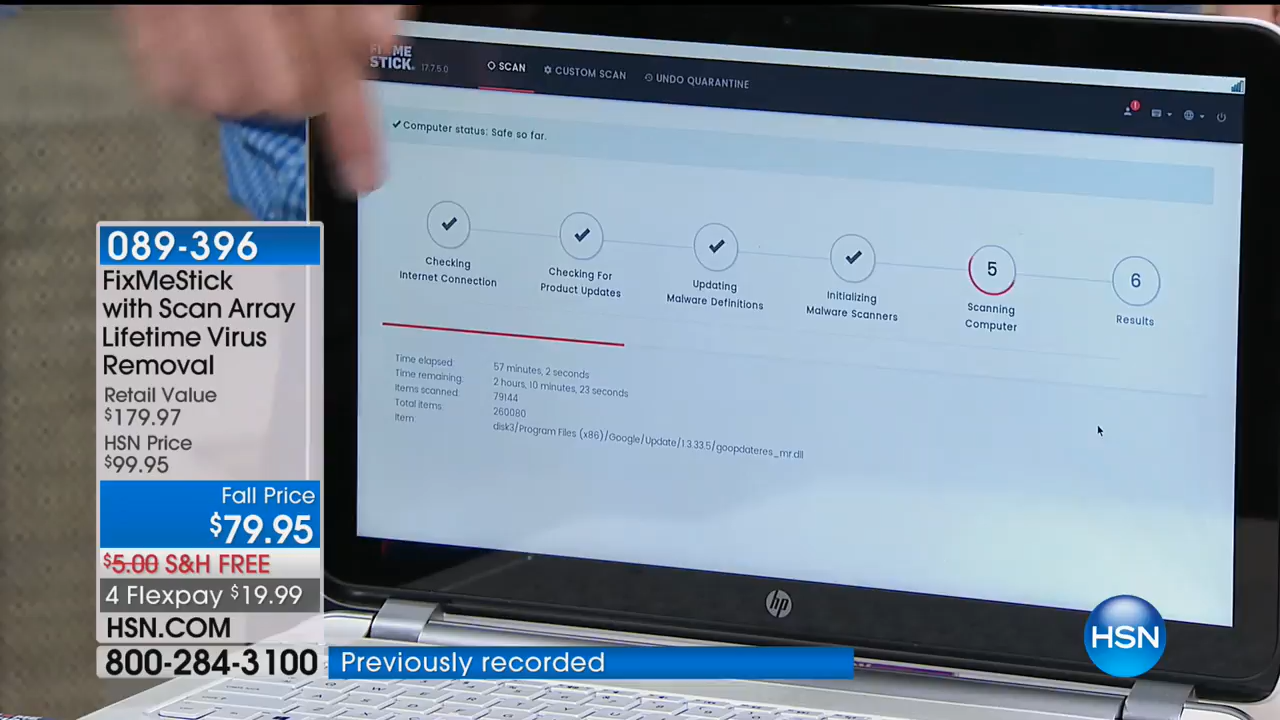 FIXME
STICK. 17.7.5.0
SCAN
CUSTOM SCAN
UNDO QUARANTINE
Computer status: Safe so far.
Checking
Internet Connection
Checking For
Product Updates
Updating
Malware Definitions
Initializing
Malware Scanners
5
Scanning
Computer
6
Results
Time elapsed: 57 minutes, 2 seconds
Time remaining: 2 hours, 10 minutes, 23 seconds
Items scanned: 79144
Total items: 260080
Item: disk3/Program Files (x86)/Google/Update/1.3.33.5/goopdateres_mr.dll
hp
089-396
FixMeStick
with Scan Array
Lifetime Virus
Removal
Retail Value
$179.97
HSN Price
$99.95
Fall Price
$79.95
$5.00 S&H FREE
4 Flexpay $19.99
HSN.COM
800-284-3100
Previously recorded
HSN